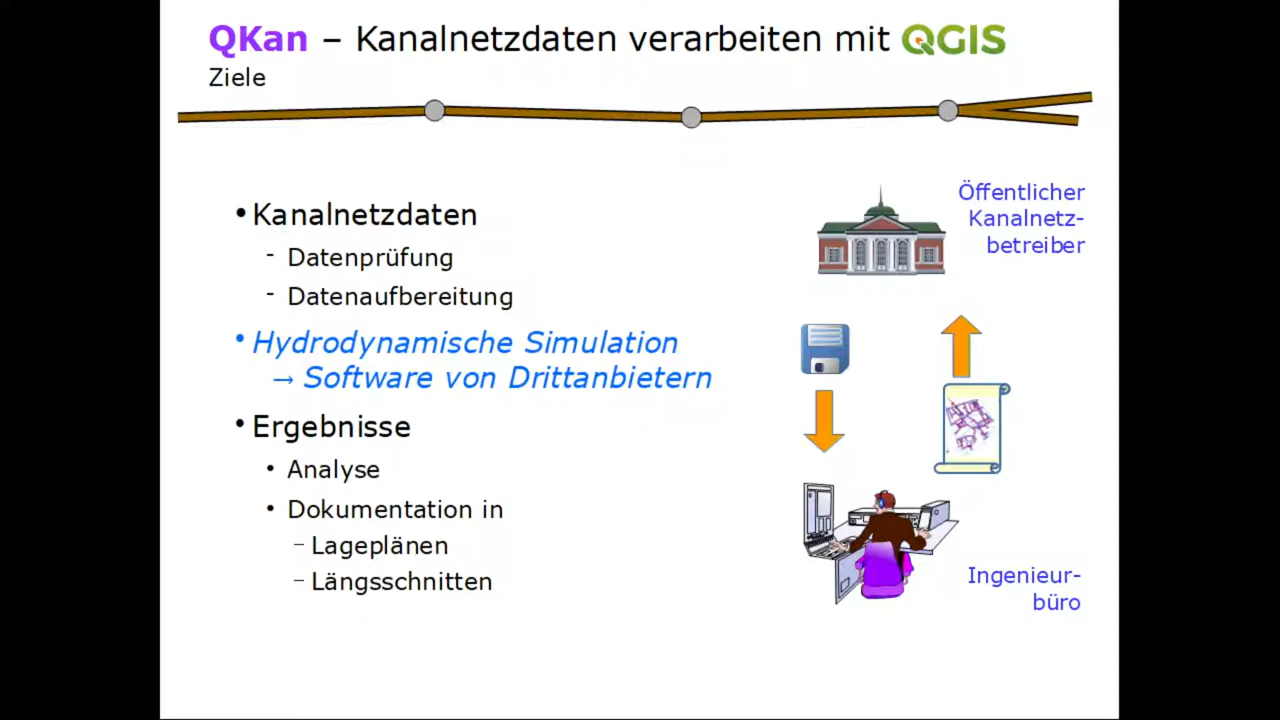 QKan – Kanalnetzdaten verarbeiten mit QGIS
Ziele
• Kanalnetzdaten
- Datenprüfung
- Datenaufbereitung
• Hydrodynamische Simulation
→ Software von Drittanbietern
• Ergebnisse
• Analyse
• Dokumentation in
– Lageplänen
– Längsschnitten
Öffentlicher
Kanalnetz-
betreiber
Ingenieur-
büro